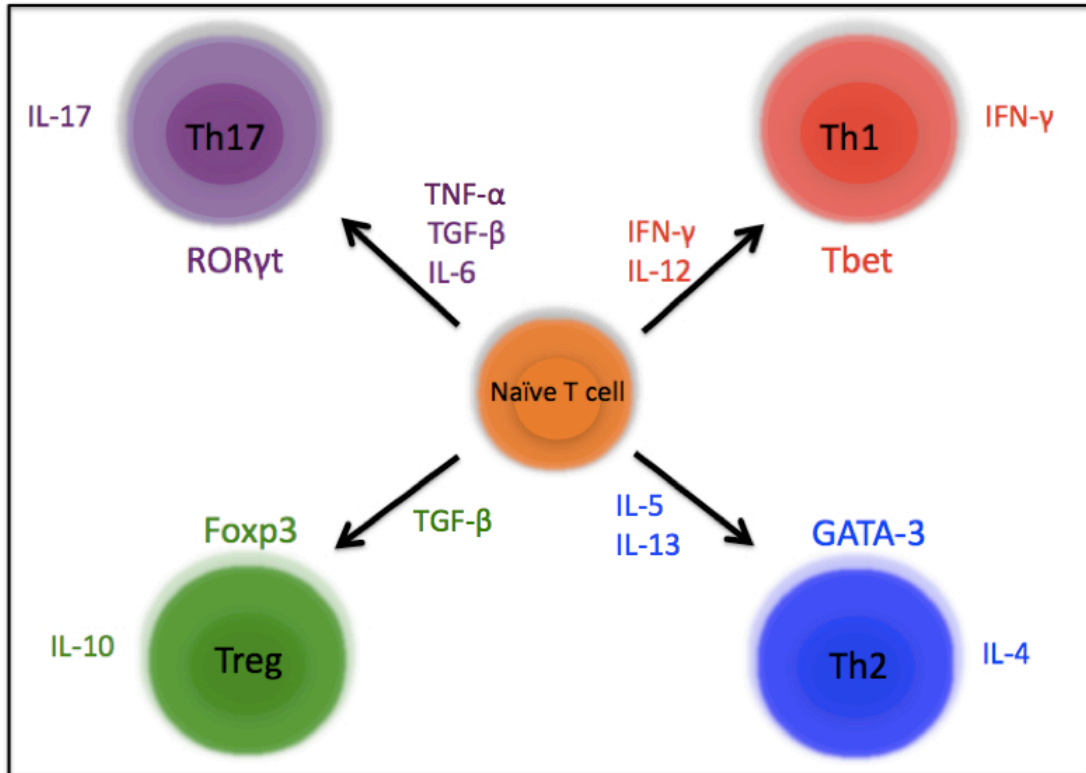 IL-17
Th17
RORγt
TNF-α
TGF-β
IL-6
IFN-γ
IL-12
Th1
IFN-γ
Tbet
Naïve T cell
Foxp3
TGF-β
IL-10
Treg
IL-5
IL-13
GATA-3
Th2
IL-4